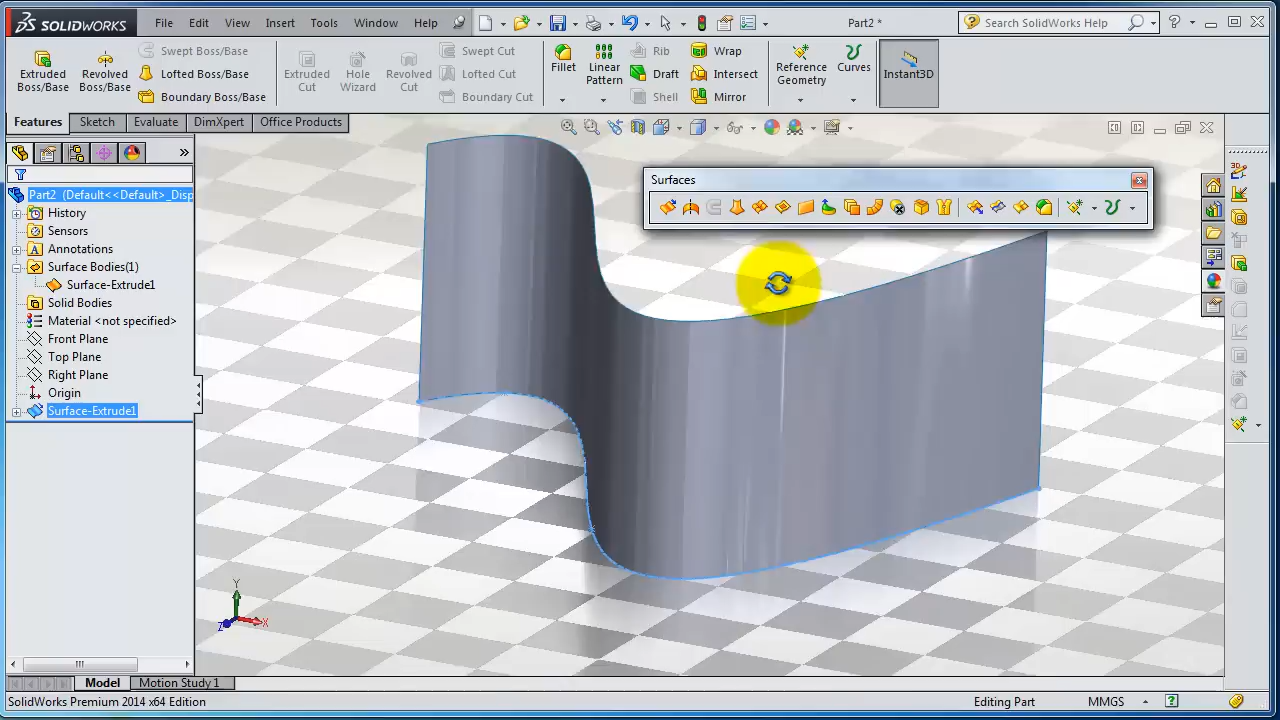 SOLIDWORKS File Edit View Insert Tools Window Help Part2 * Search SolidWorks Help
Extruded Boss/Base
Revolved Boss/Base
Swept Boss/Base
Lofted Boss/Base
Boundary Boss/Base
Extruded Cut
Hole Wizard
Revolved Cut
Swept Cut
Lofted Cut
Boundary Cut
Fillet
Linear Pattern
Rib
Draft
Shell
Wrap
Intersect
Mirror
Reference Geometry
Curves
Instant3D
Features Sketch Evaluate DimXpert Office Products
Part2 (Default<<Default>_Disp
History
Sensors
Annotations
Surface Bodies(1)
Surface-Extrude1
Solid Bodies
Material <not specified>
Front Plane
Top Plane
Right Plane
Origin
Surface-Extrude1
Surfaces
Y
X
Z
Model Motion Study 1
SolidWorks Premium 2014 x64 Edition Editing Part MMGS